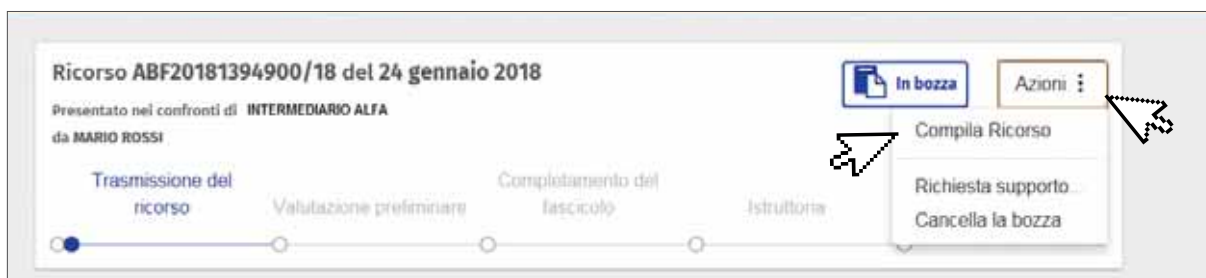 Ricorso ABF20181394900/18 del 24 gennaio 2018
In bozza
Azioni
Presentato nei confronti di INTERMEDIARIO ALFA
da MARIO ROSSI
Compila Ricorso
Richiesta supporto
Cancella la bozza
Trasmissione del
ricorso
Valutazione preliminare
Completamento del
fascicolo
Istruttoria